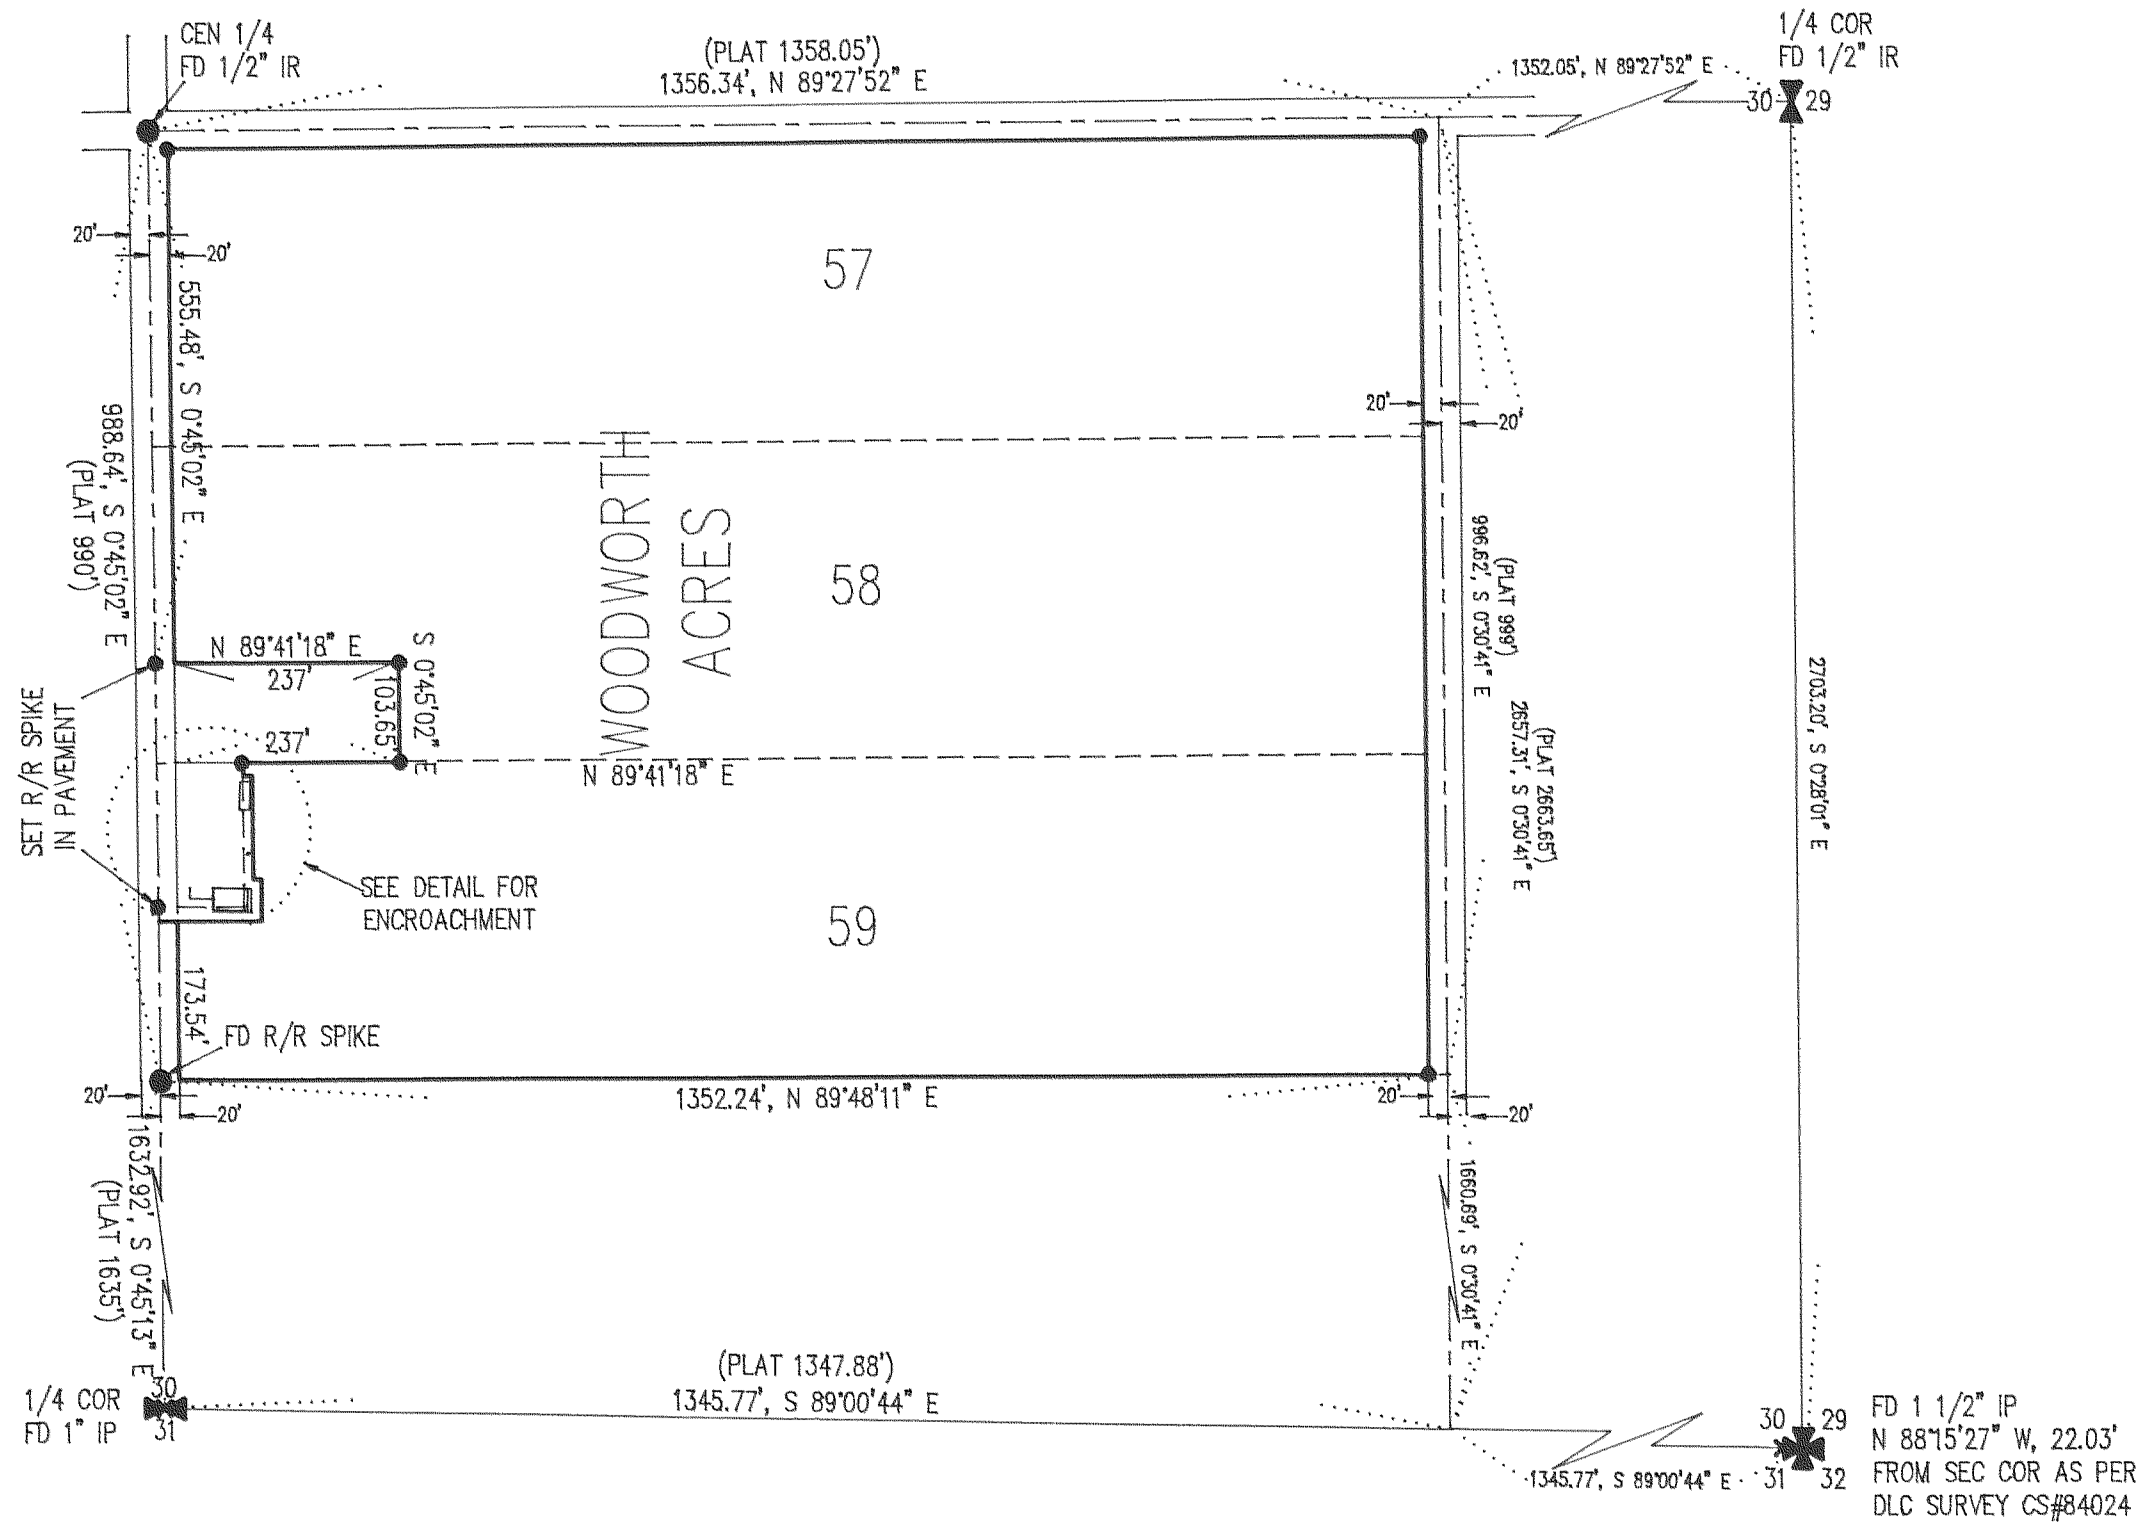 CEN 1/4
FD 1/2" IR
(PLAT 1358.05')
1356.34', N 89°27'52" E
1352.05', N 89°27'52" E
1/4 COR
FD 1/2" IR
30
29
20'
20'
57
555.48', S 0°45'02" E
988.64', S 0°45'02" E
(PLAT 990')
20'
20'
WOODWORTH
ACRES
58
(PLAT 999')
996.62', S 0°30'41" E
(PLAT 2663.65')
2657.31', S 0°30'41" E
2703.20', S 0°28'01" E
N 89°41'18" E
237'
S 0°45'02" E
103.65'
237'
N 89°41'18" E
SET R/R SPIKE
IN PAVEMENT
SEE DETAIL FOR
ENCROACHMENT
59
173.54'
FD R/R SPIKE
20'
20'
1352.24', N 89°48'11" E
20'
20'
1632.92', S 0°45'13" E
(PLAT 1635')
1660.69', S 0°30'41" E
(PLAT 1347.88')
1345.77', S 89°00'44" E
1/4 COR
FD 1" IP
30
31
1345.77', S 89°00'44" E
30
29
31
32
FD 1 1/2" IP
N 88°15'27" W, 22.03'
FROM SEC COR AS PER
DLC SURVEY CS#84024